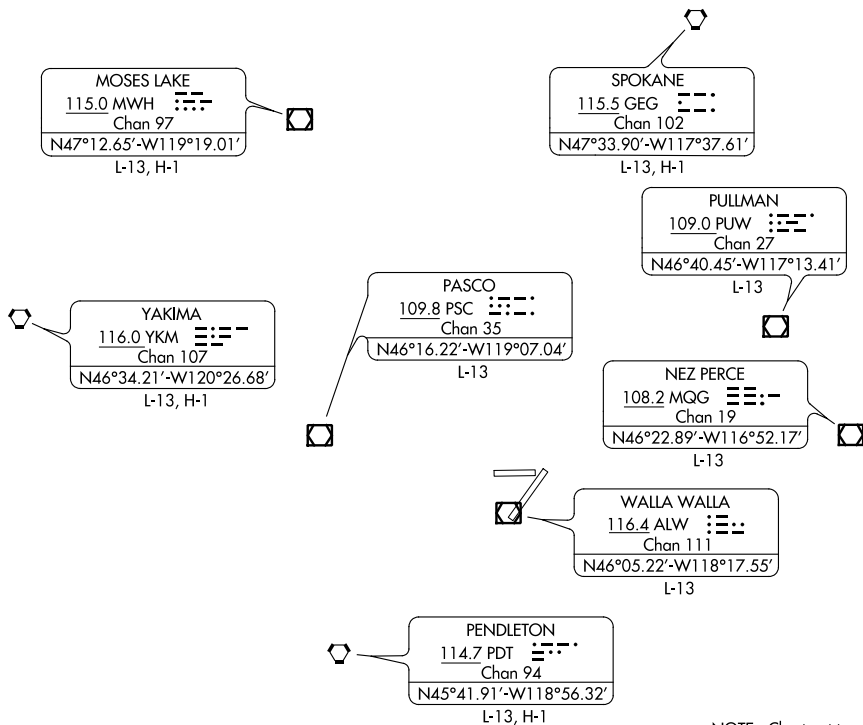 MOSES LAKE
115.0 MWH
Chan 97
N47°12.65′-W119°19.01′
L-13, H-1
SPOKANE
115.5 GEG
Chan 102
N47°33.90′-W117°37.61′
L-13, H-1
PULLMAN
109.0 PUW
Chan 27
N46°40.45′-W117°13.41′
L-13
PASCO
109.8 PSC
Chan 35
N46°16.22′-W119°07.04′
L-13
YAKIMA
116.0 YKM
Chan 107
N46°34.21′-W120°26.68′
L-13, H-1
NEZ PERCE
108.2 MQG
Chan 19
N46°22.89′-W116°52.17′
L-13
WALLA WALLA
116.4 ALW
Chan 111
N46°05.22′-W118°17.55′
L-13
PENDLETON
114.7 PDT
Chan 94
N45°41.91′-W118°56.32′
L-13, H-1
NOTE: